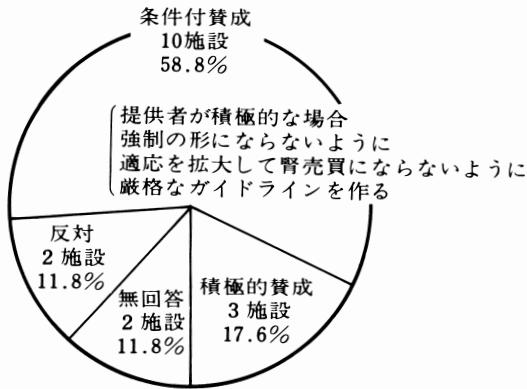 条件付賛成
10施設
58.8%
提供者が積極的な場合
強制の形にならないように
適応を拡大して腎売買にならないように
厳格なガイドラインを作る
反対
2施設
11.8%
無回答
2施設
11.8%
積極的賛成
3施設
17.6%